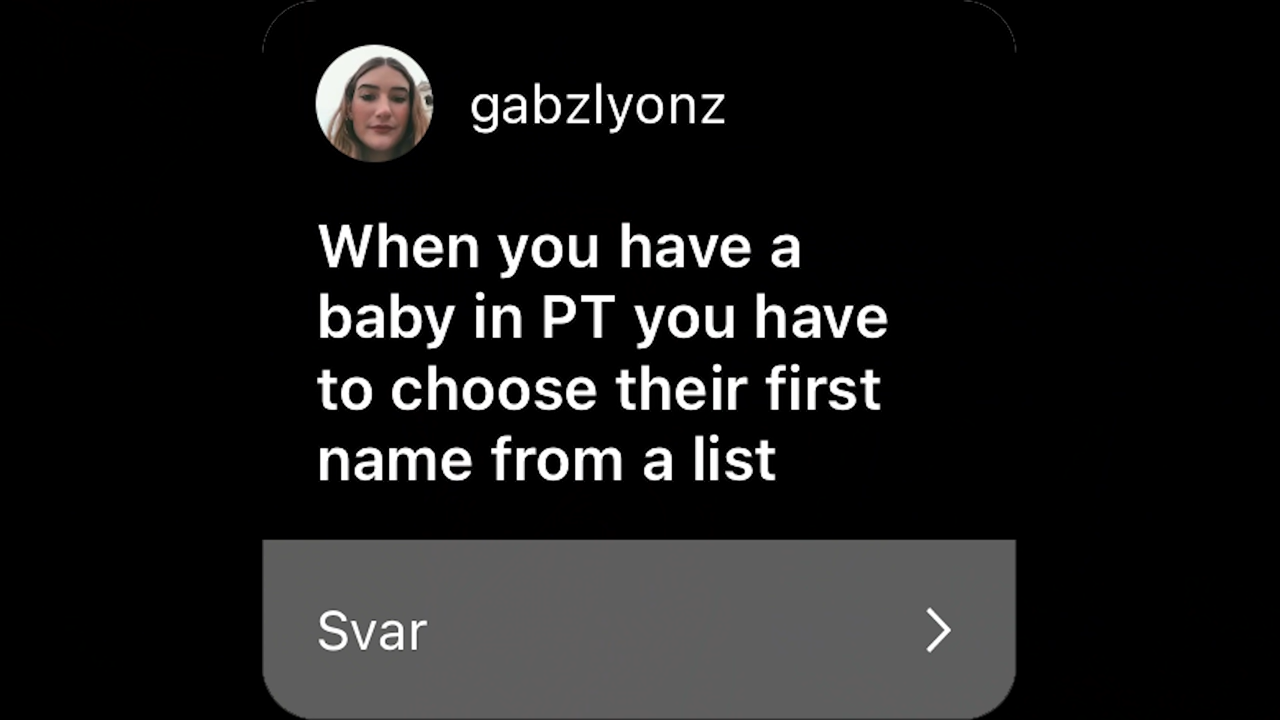 gabzlyonz
When you have a
baby in PT you have
to choose their first
name from a list
Svar